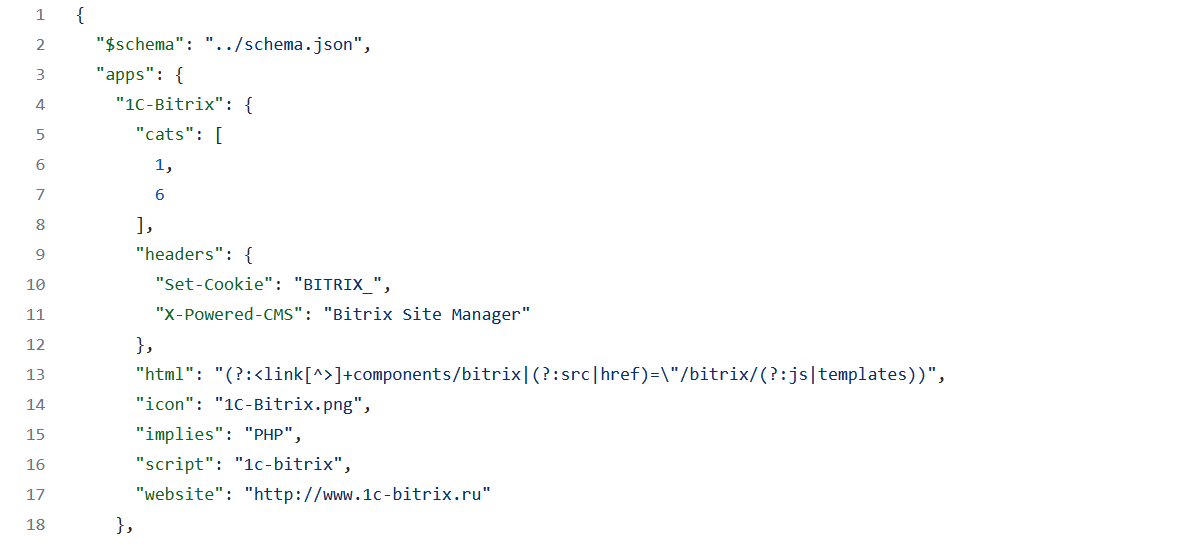 1 {
2 "$schema": "../schema.json",
3 "apps": {
4 "1C-Bitrix": {
5 "cats": [
6 1,
7 6
8 ],
9 "headers": {
10 "Set-Cookie": "BITRIX_",
11 "X-Powered-CMS": "Bitrix Site Manager"
12 },
13 "html": "(?:<link[^>]+components/bitrix|(?:src|href)=\"/bitrix/(?:js|templates))",
14 "icon": "1C-Bitrix.png",
15 "implies": "PHP",
16 "script": "1c-bitrix",
17 "website": "http://www.1c-bitrix.ru"
18 },